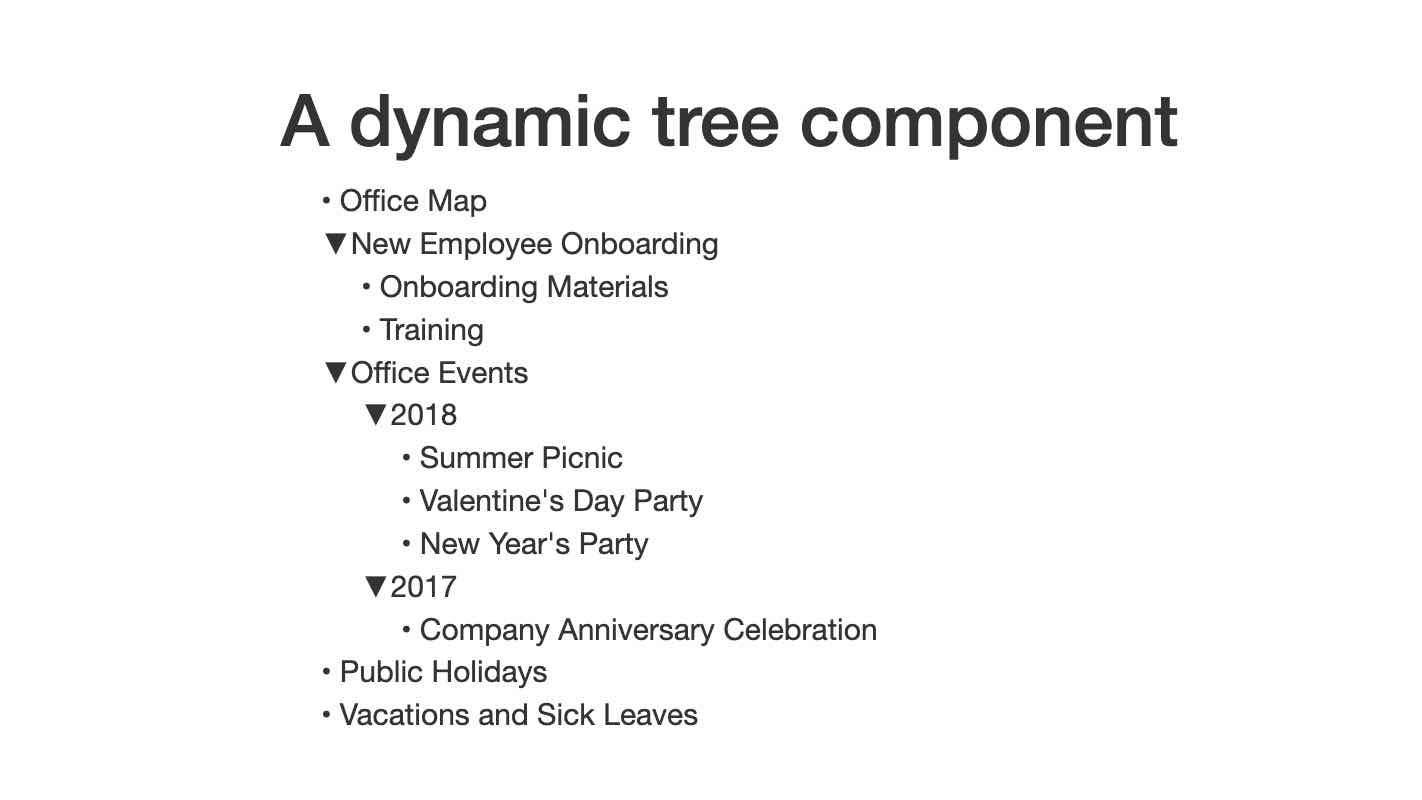 A dynamic tree component
• Office Map
▼New Employee Onboarding
• Onboarding Materials
• Training
▼Office Events
▼2018
• Summer Picnic
• Valentine's Day Party
• New Year's Party
▼2017
• Company Anniversary Celebration
• Public Holidays
• Vacations and Sick Leaves